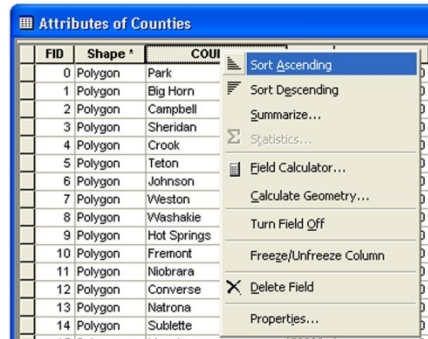 Attributes of Counties
FID Shape * COU
0 Polygon Park
1 Polygon Big Horn
2 Polygon Campbell
3 Polygon Sheridan
4 Polygon Crook
5 Polygon Teton
6 Polygon Johnson
7 Polygon Weston
8 Polygon Washakie
9 Polygon Hot Springs
10 Polygon Fremont
11 Polygon Niobrara
12 Polygon Converse
13 Polygon Natrona
14 Polygon Sublette
Sort Ascending
Sort Descending
Summarize...
Σ Statistics...
Field Calculator...
Calculate Geometry...
Turn Field Off
Freeze/Unfreeze Column
Delete Field
Properties...